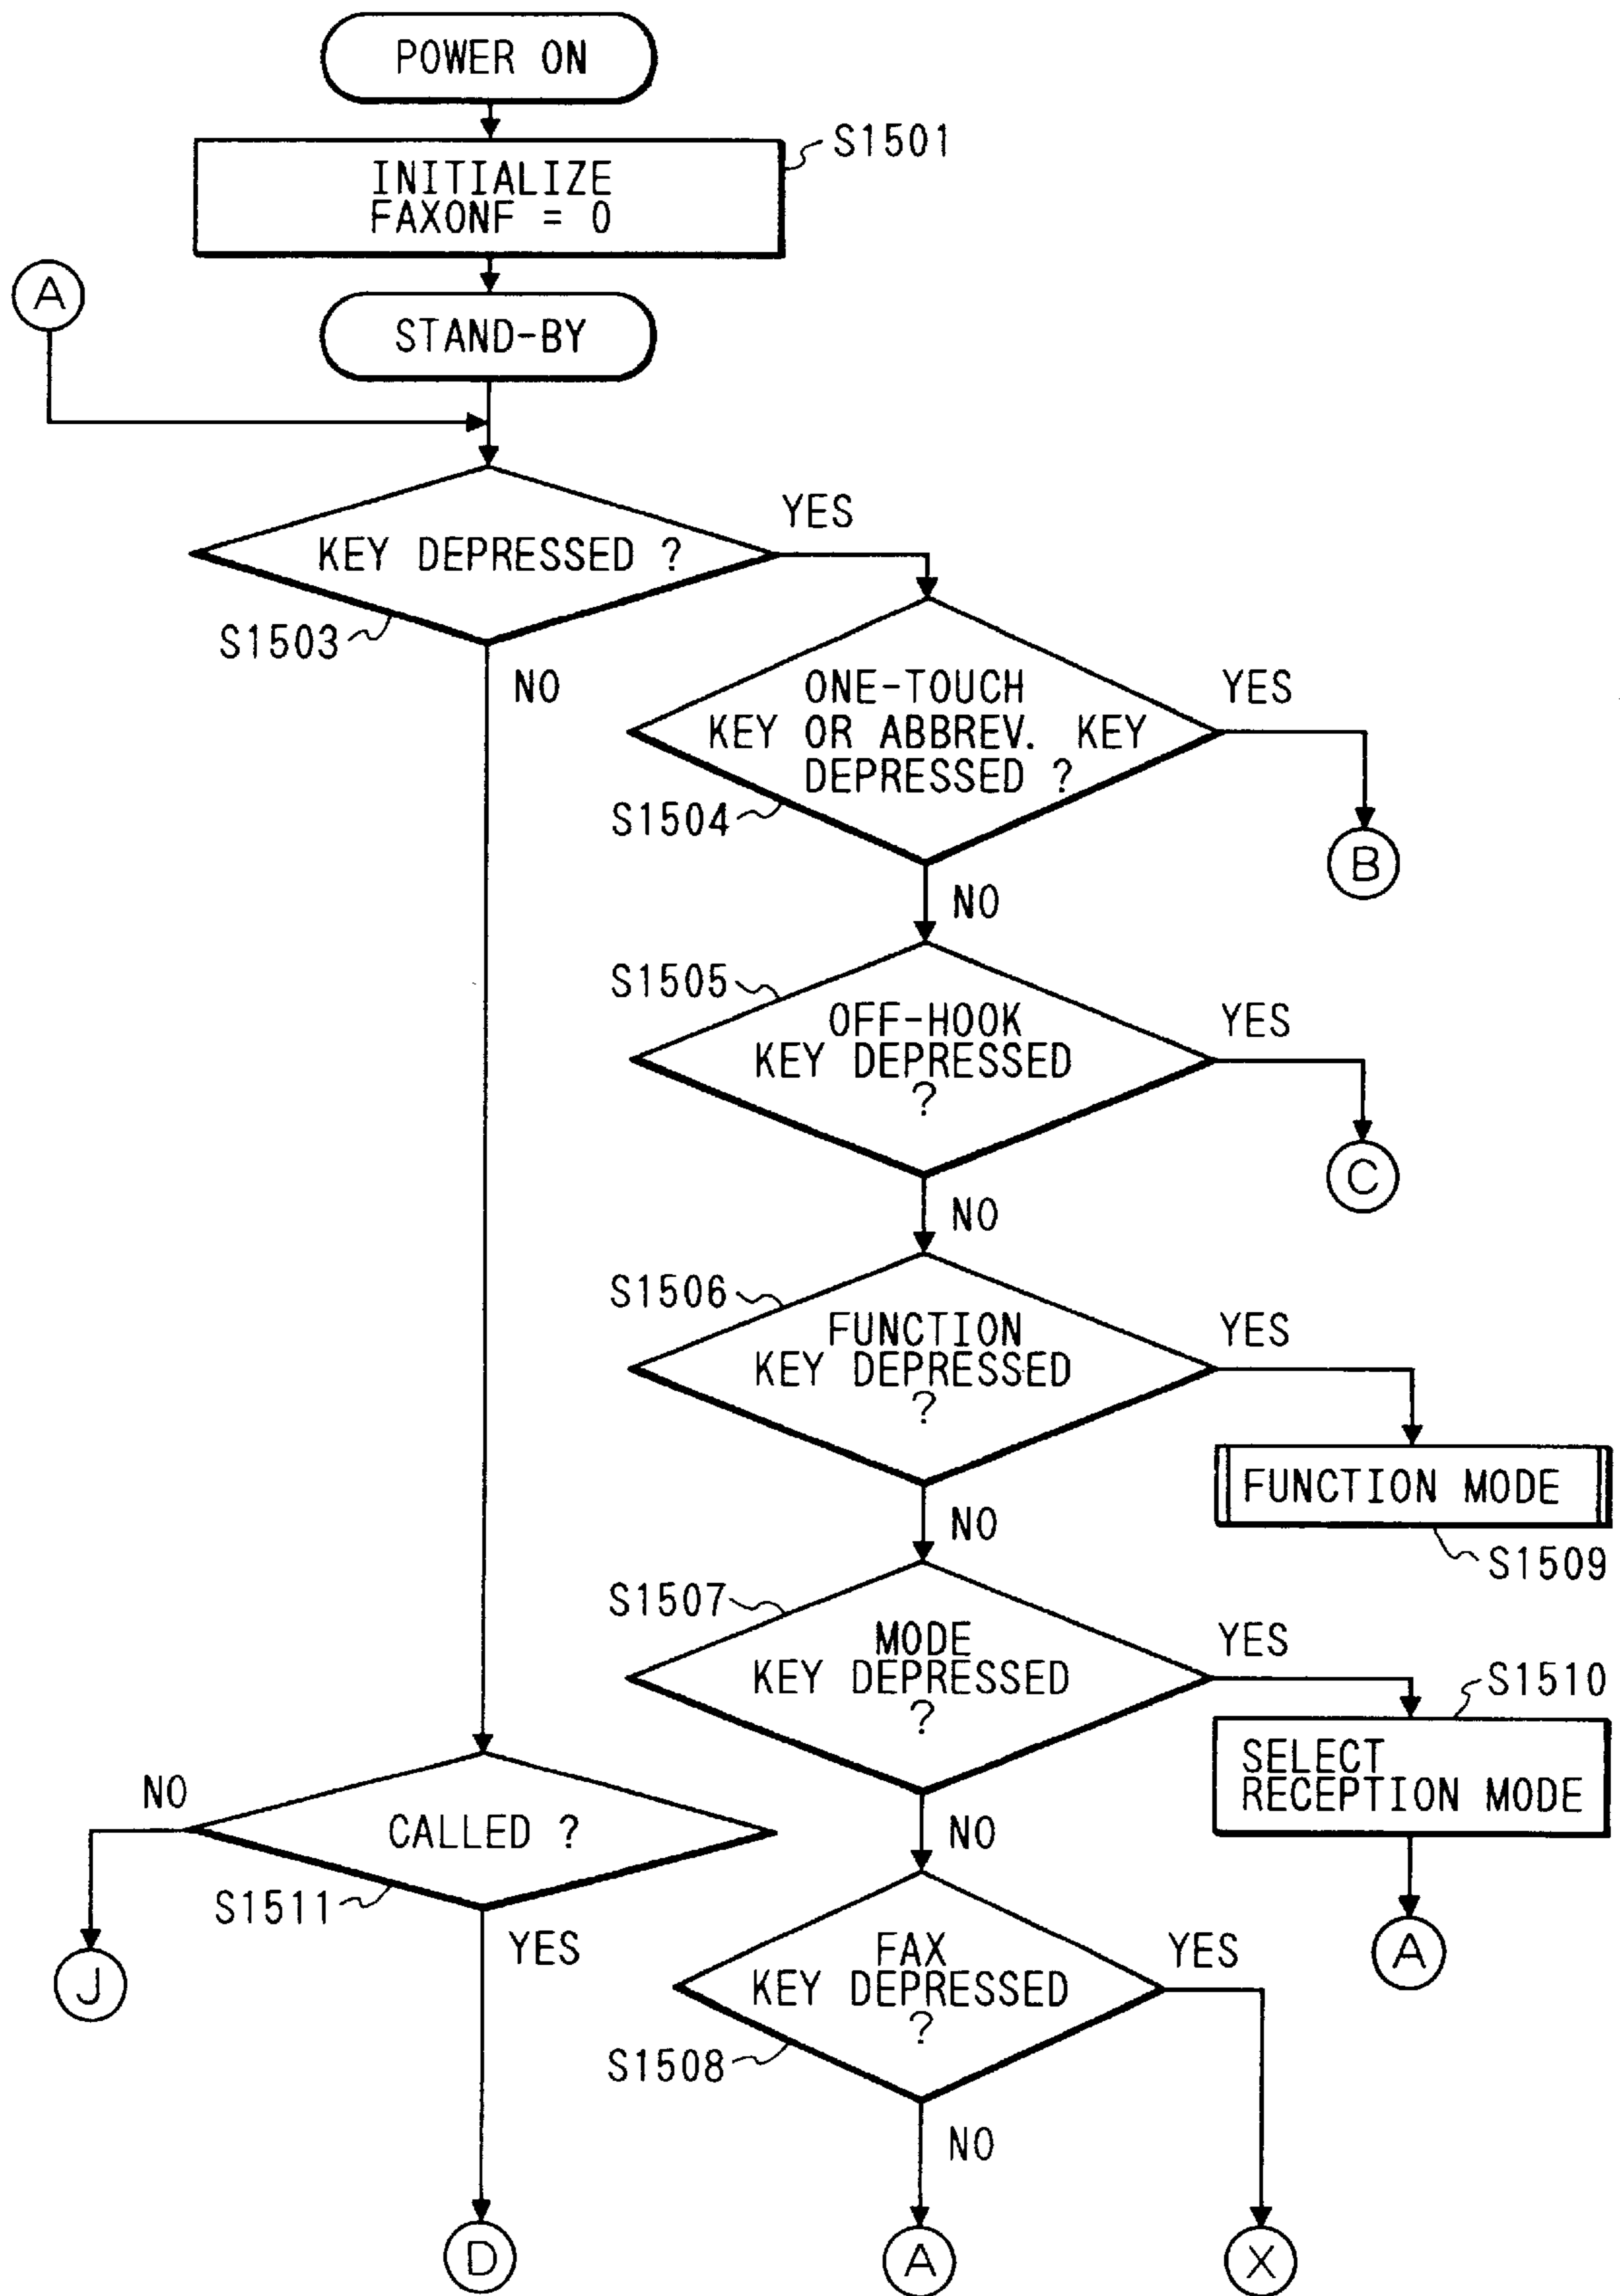 POWER ON
S1501
INITIALIZE
FAXONF = 0
A
STAND-BY
YES
KEY DEPRESSED ?
S1503
NO
ONE-TOUCH
KEY OR ABBREV. KEY
DEPRESSED ?
YES
S1504
B
NO
S1505
OFF-HOOK
KEY DEPRESSED
?
YES
C
NO
S1506
FUNCTION
KEY DEPRESSED
?
YES
FUNCTION MODE
S1509
NO
S1507
MODE
KEY DEPRESSED
?
YES
S1510
SELECT
RECEPTION MODE
A
NO
CALLED ?
NO
S1511
J
YES
D
FAX
KEY DEPRESSED
?
YES
S1508
NO
A
X